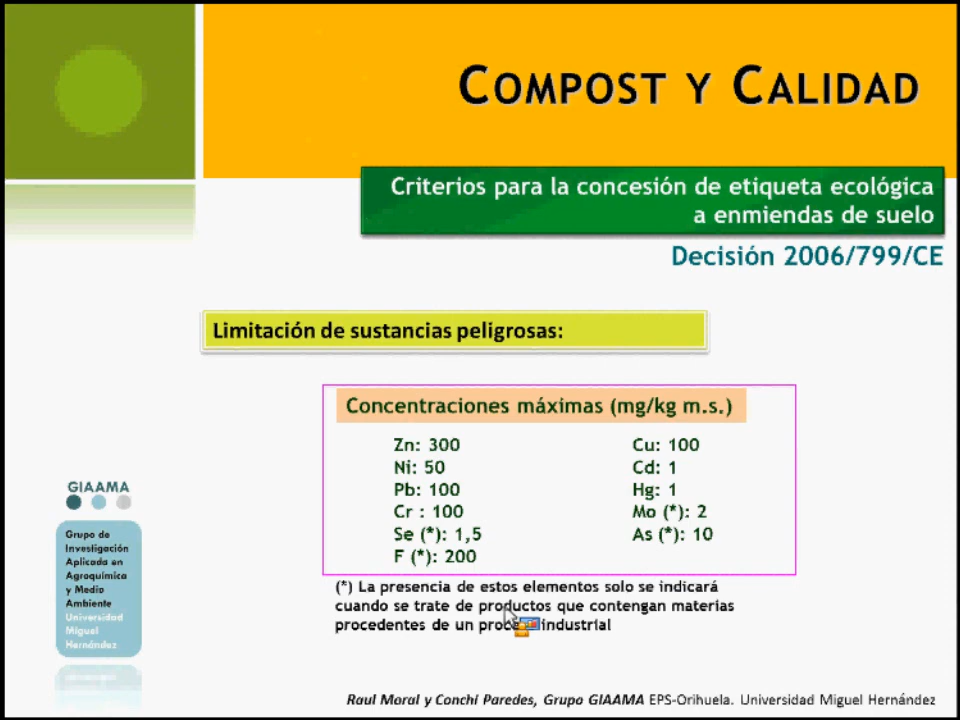 COMPOST Y CALIDAD
Criterios para la concesión de etiqueta ecológica
a enmiendas de suelo
Decisión 2006/799/CE
Limitación de sustancias peligrosas:
Concentraciones máximas (mg/kg m.s.)
Zn: 300
Ni: 50
Pb: 100
Cr : 100
Se (*): 1,5
F (*): 200
Cu: 100
Cd: 1
Hg: 1
Mo (*): 2
As (*): 10
(*) La presencia de estos elementos solo se indicará
cuando se trate de productos que contengan materias
procedentes de un proceso industrial
GIAAMA
Grupo de
Investigación
Aplicada en
Agroquímica
y Medio
Ambiente
Universidad
Miguel
Hernández
Raul Moral y Conchi Paredes, Grupo GIAAMA EPS-Orihuela. Universidad Miguel Hernández